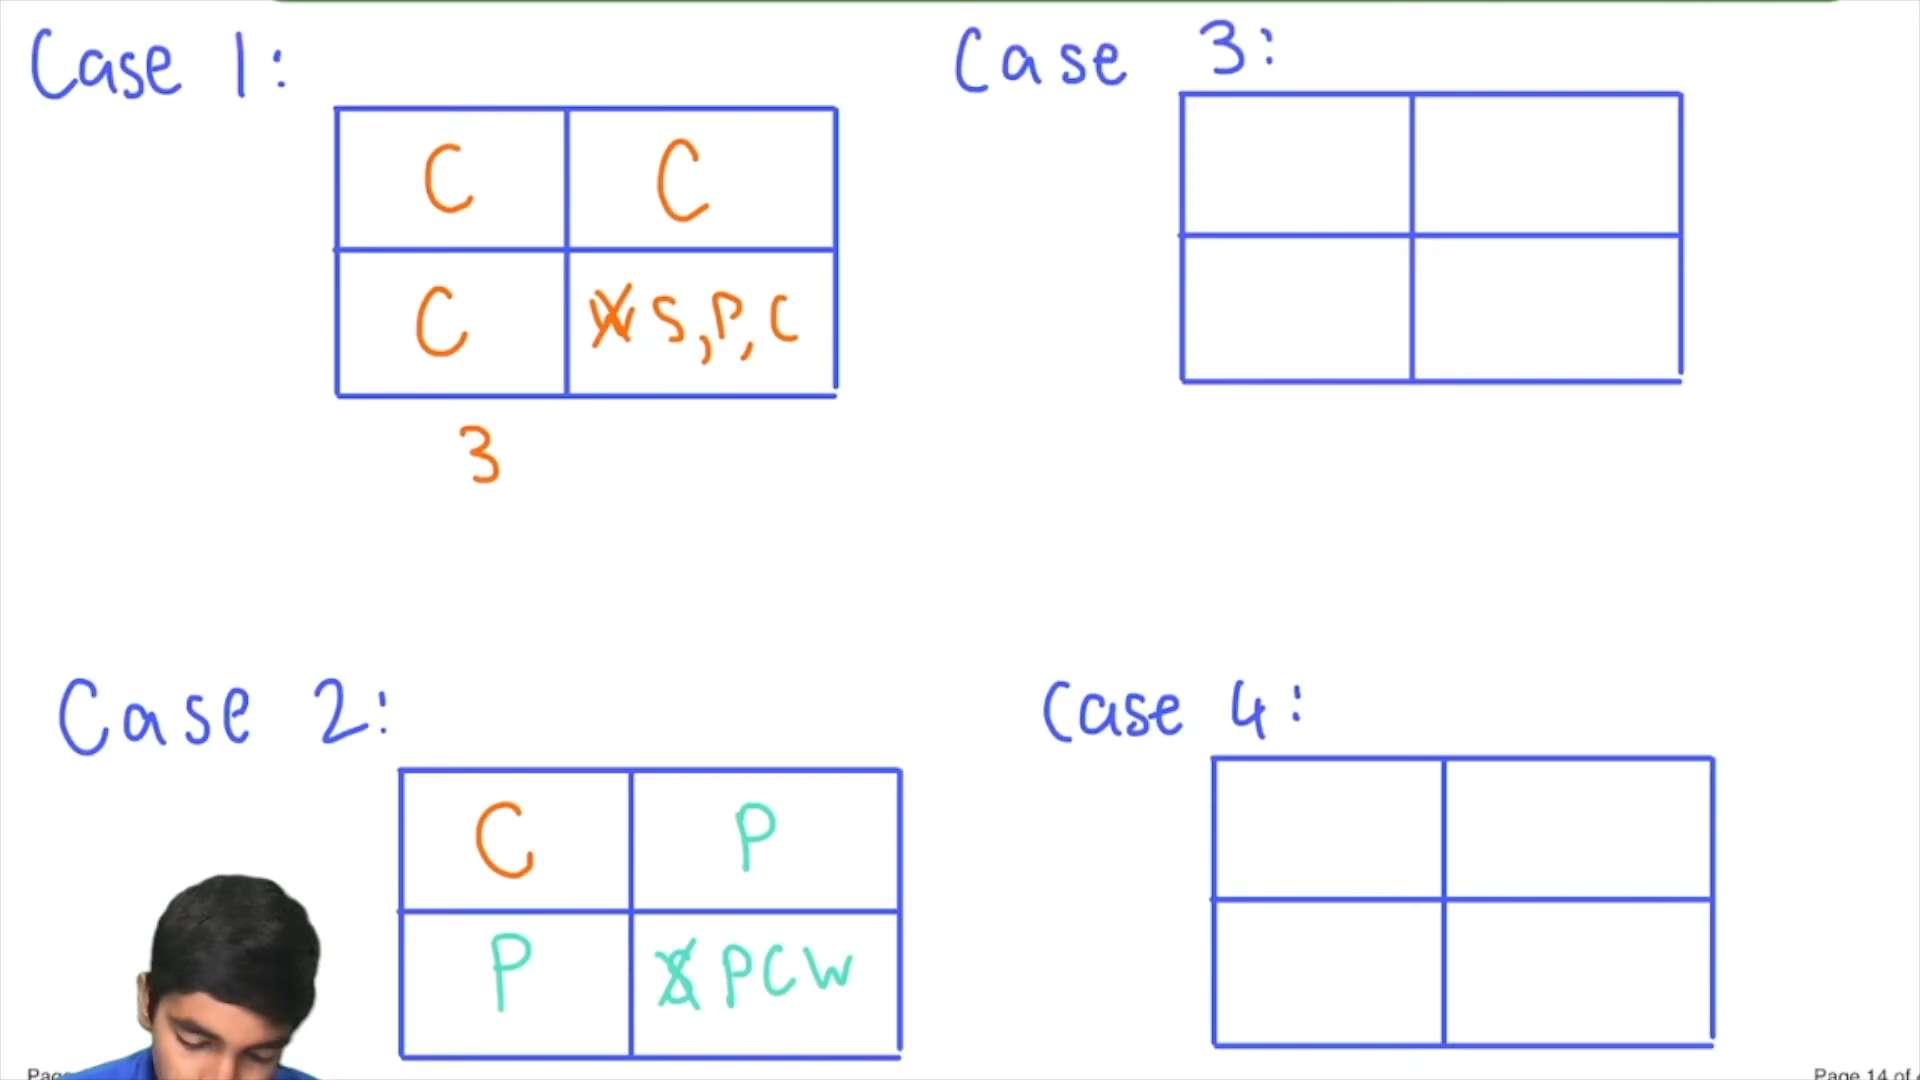 Case 1:
C C
C W S, P, C
3
Case 2:
C P
P S P C W
Case 3:
Case 4:
Page 14 of